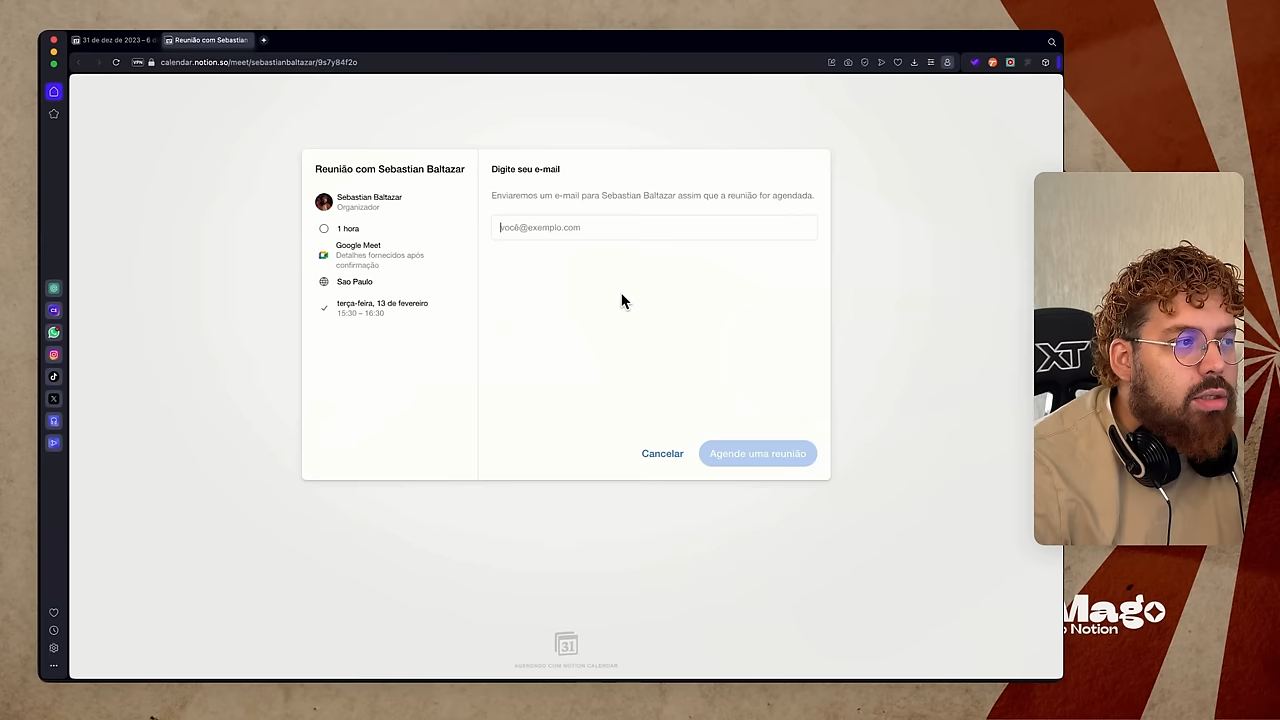 31 de dez de 2023 – 6 d
Reunião com Sebastian
VPN
calendar.notion.so/meet/sebastianbaltazar/9s7y84f2o
Reunião com Sebastian Baltazar
Sebastian Baltazar
Organizador
1 hora
Google Meet
Detalhes fornecidos após
confirmação
Sao Paulo
terça-feira, 13 de fevereiro
15:30 – 16:30
Digite seu e-mail
Enviaremos um e-mail para Sebastian Baltazar assim que a reunião for agendada.
você@exemplo.com
Cancelar
Agende uma reunião
31
AGENDANDO COM NOTION CALENDAR
XT
Mago
Notion